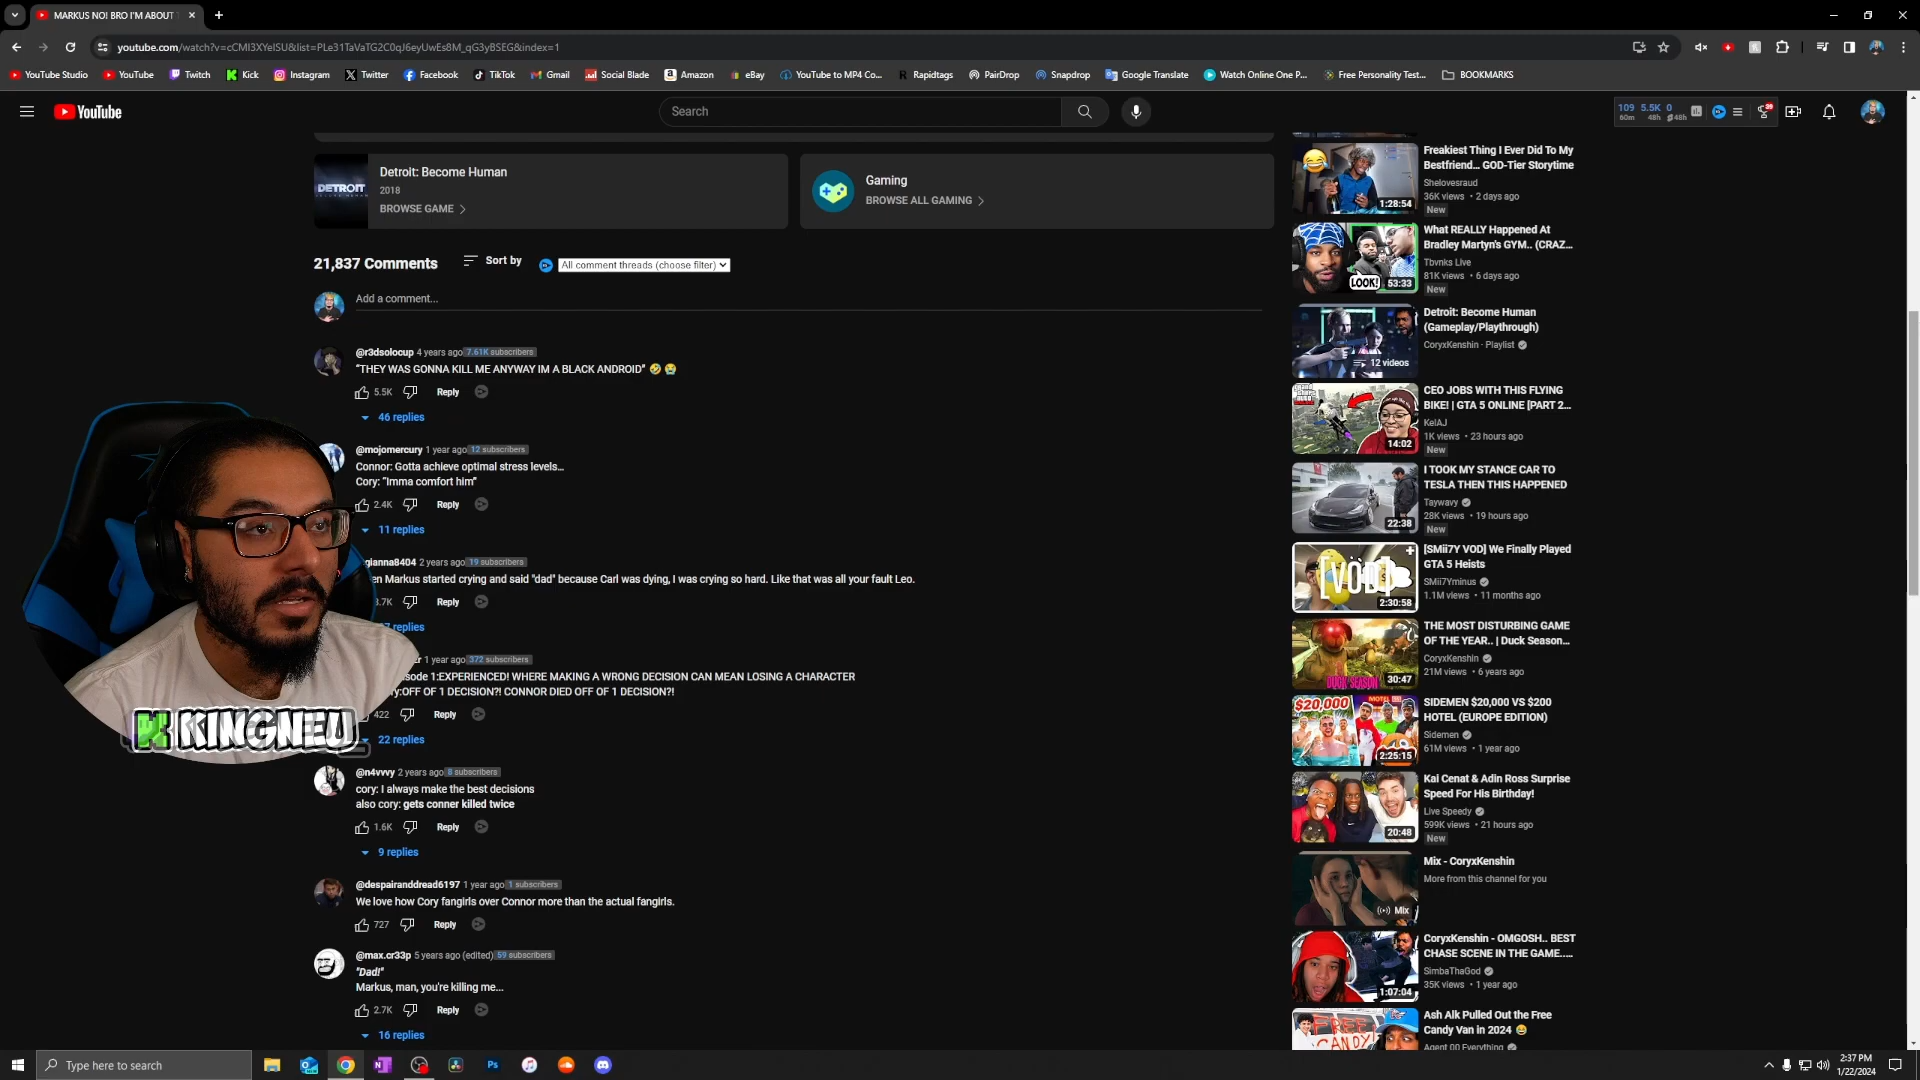 MARKUS NO! BRO I'M ABOUT
youtube.com/watch?v=cCMI3XYelSU&list=PLe31TaVaTG2C0qJ6eyUwEs8M_qG3yBSEG&index=1
YouTube Studio
YouTube
Twitch
Kick
Instagram
Twitter
Facebook
TikTok
Gmail
Social Blade
Amazon
eBay
YouTube to MP4 Co...
Rapidtags
PairDrop
Snapdrop
Google Translate
Watch Online One P...
Free Personality Test...
BOOKMARKS
YouTube
Search
109 5.5K 0
60m 48h 48h
39
DETROIT
Detroit: Become Human
2018
BROWSE GAME
Gaming
BROWSE ALL GAMING
21,837 Comments
Sort by
All comment threads (choose filter)
Add a comment...
@r3dsolocup 4 years ago 7.61K subscribers
"THEY WAS GONNA KILL ME ANYWAY IM A BLACK ANDROID" 🤣 😭
5.5K Reply
46 replies
@mojomercury 1 year ago 12 subscribers
Connor: Gotta achieve optimal stress levels...
Cory: "Imma comfort him"
2.4K Reply
11 replies
gianna8404 2 years ago 19 subscribers
en Markus started crying and said "dad" because Carl was dying, I was crying so hard. Like that was all your fault Leo.
.7K Reply
7 replies
r 1 year ago 372 subscribers
sode 1:EXPERIENCED! WHERE MAKING A WRONG DECISION CAN MEAN LOSING A CHARACTER
y:OFF OF 1 DECISION?! CONNOR DIED OFF OF 1 DECISION?!
422 Reply
22 replies
K KINGNEU
@n4vvvy 2 years ago 8 subscribers
cory: I always make the best decisions
also cory: gets conner killed twice
1.6K Reply
9 replies
@despairanddread6197 1 year ago 1 subscribers
We love how Cory fangirls over Connor more than the actual fangirls.
727 Reply
@max.cr33p 5 years ago (edited) 59 subscribers
"Dad!"
Markus, man, you're killing me...
2.7K Reply
16 replies
1:28:54
Freakiest Thing I Ever Did To My
Bestfriend... GOD-Tier Storytime
Shelovesraud
36K views • 2 days ago
New
LOOK!
53:33
What REALLY Happened At
Bradley Martyn's GYM.. (CRAZ...
Tbvnks Live
81K views • 6 days ago
New
12 videos
Detroit: Become Human
(Gameplay/Playthrough)
CoryxKenshin • Playlist
14:02
CEO JOBS WITH THIS FLYING
BIKE! | GTA 5 ONLINE [PART 2...
KelAJ
1K views • 23 hours ago
New
22:38
I TOOK MY STANCE CAR TO
TESLA THEN THIS HAPPENED
Taywavy
28K views • 19 hours ago
New
[VOD]
2:30:58
[SMii7Y VOD] We Finally Played
GTA 5 Heists
SMii7Yminus
1.1M views • 11 months ago
DUCK SEASON
30:47
THE MOST DISTURBING GAME
OF THE YEAR.. | Duck Season...
CoryxKenshin
21M views • 6 years ago
$20,000
MOTEL
2:25:15
SIDEMEN $20,000 VS $200
HOTEL (EUROPE EDITION)
Sidemen
61M views • 1 year ago
20:48
Kai Cenat & Adin Ross Surprise
Speed For His Birthday!
Live Speedy
599K views • 21 hours ago
New
Mix
Mix - CoryxKenshin
More from this channel for you
1:07:04
CoryxKenshin - OMGOSH.. BEST
CHASE SCENE IN THE GAME....
SimbaThaGod
35K views • 1 year ago
FREE
CANDY!
Ash Alk Pulled Out the Free
Candy Van in 2024 😂
Agent 00 Everything
Type here to search
2:37 PM
1/22/2024